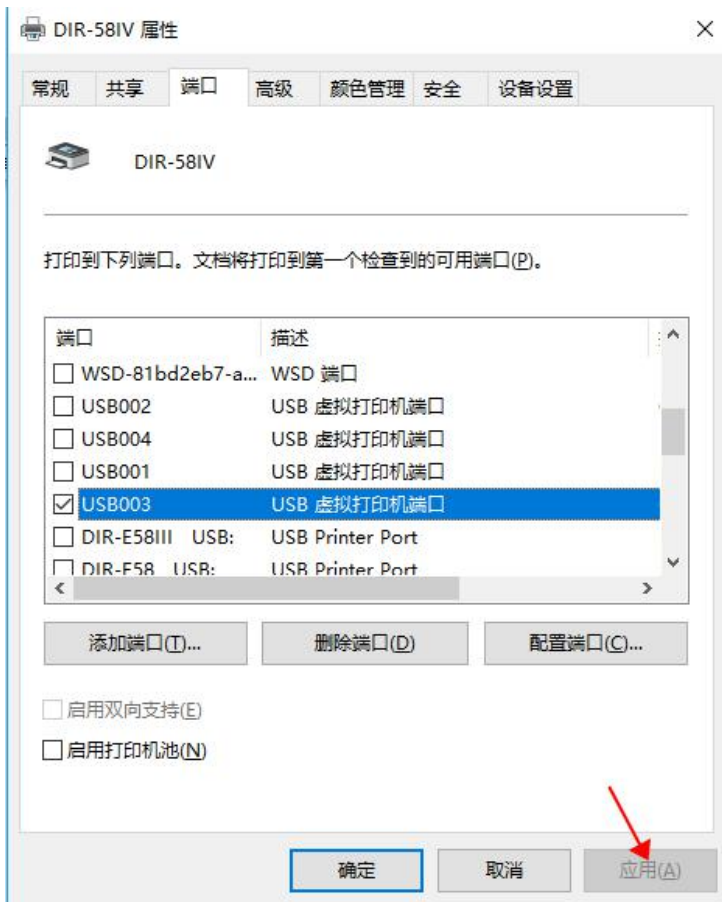 DIR-58IV 属性
常规 共享 端口 高级 颜色管理 安全 设备设置
DIR-58IV
打印到下列端口。文档将打印到第一个检查到的可用端口(P)。
端口 描述
WSD-81bd2eb7-a... WSD 端口
USB002 USB 虚拟打印机端口
USB004 USB 虚拟打印机端口
USB001 USB 虚拟打印机端口
USB003 USB 虚拟打印机端口
DIR-E58III USB: USB Printer Port
DIR-E58 USB: USB Printer Port
添加端口(T)... 删除端口(D) 配置端口(C)...
启用双向支持(E)
启用打印机池(N)
确定 取消 应用(A)